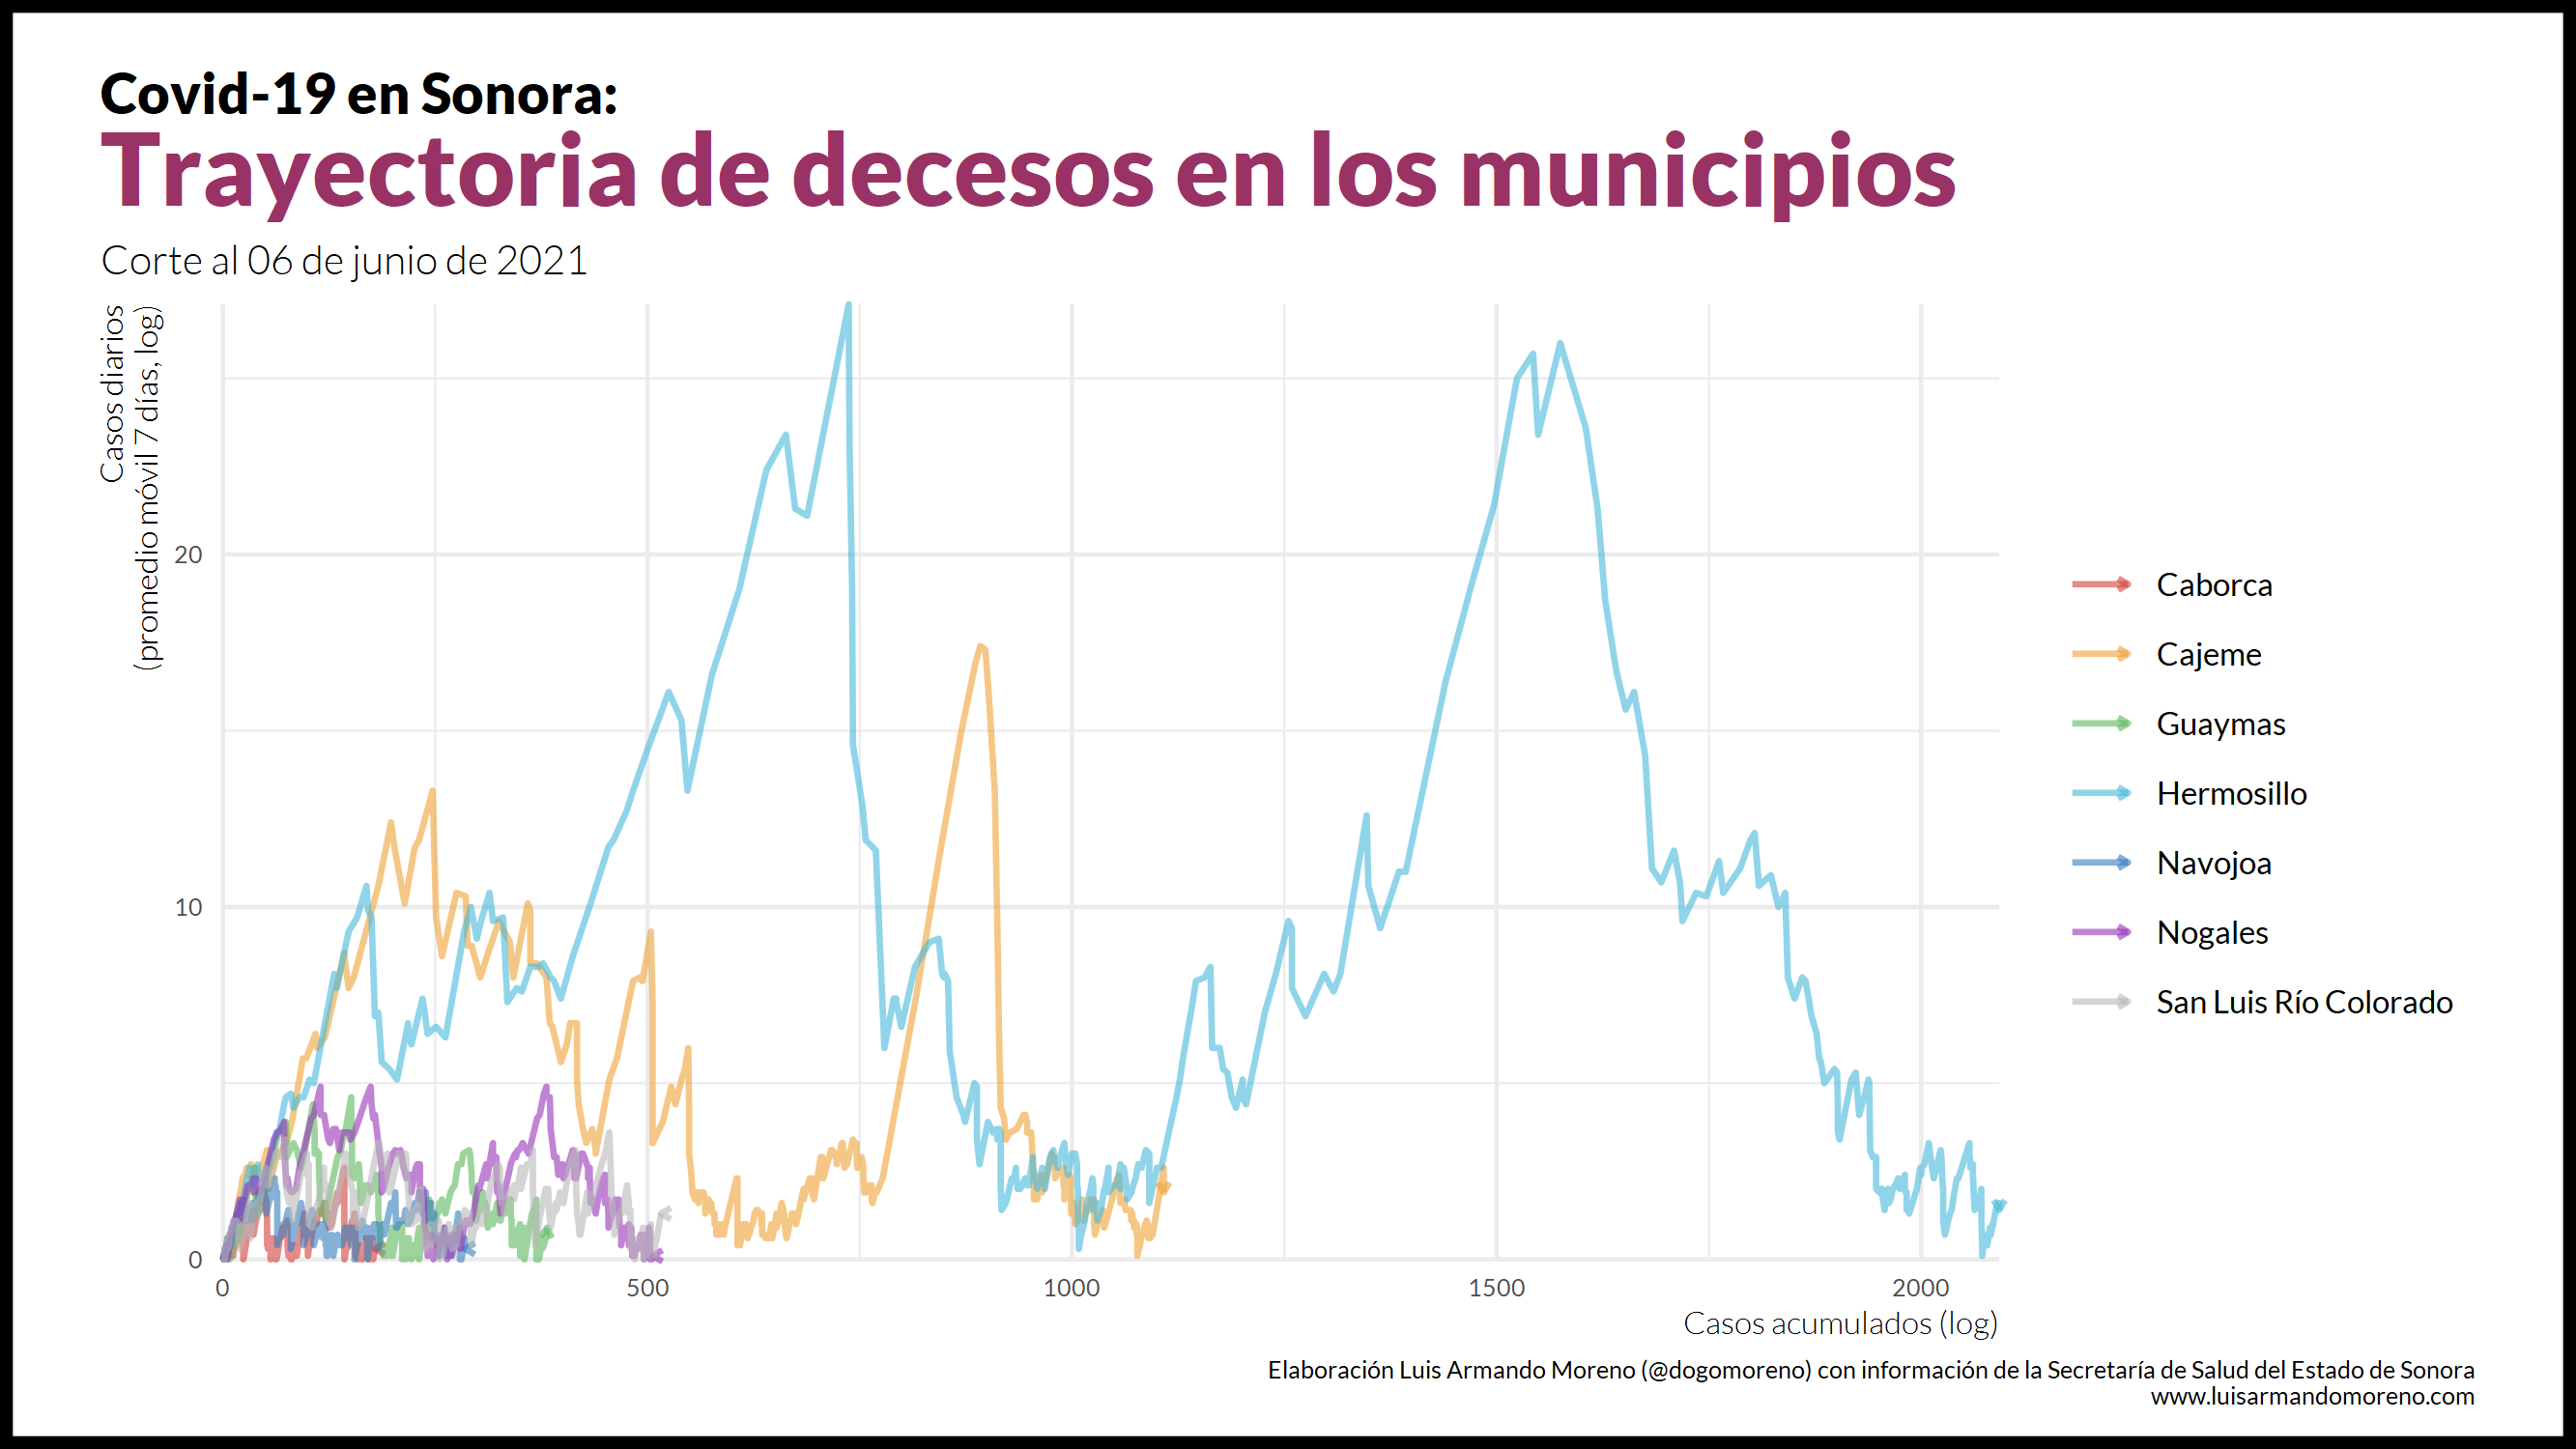 Covid-19 en Sonora:
Trayectoria de decesos en los municipios
Corte al 06 de junio de 2021
Casos diarios
(promedio móvil 7 días, log)
20
10
0
0
500
1000
1500
2000
Casos acumulados (log)
Caborca
Cajeme
Guaymas
Hermosillo
Navojoa
Nogales
San Luis Río Colorado
Elaboración Luis Armando Moreno (@dogomoreno) con información de la Secretaría de Salud del Estado de Sonora
www.luisarmandomoreno.com